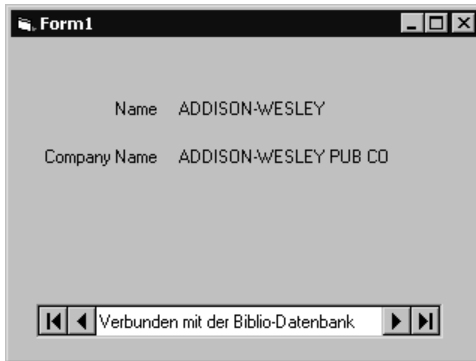 Form1
Name ADDISON-WESLEY
Company Name ADDISON-WESLEY PUB CO
Verbunden mit der Biblio-Datenbank